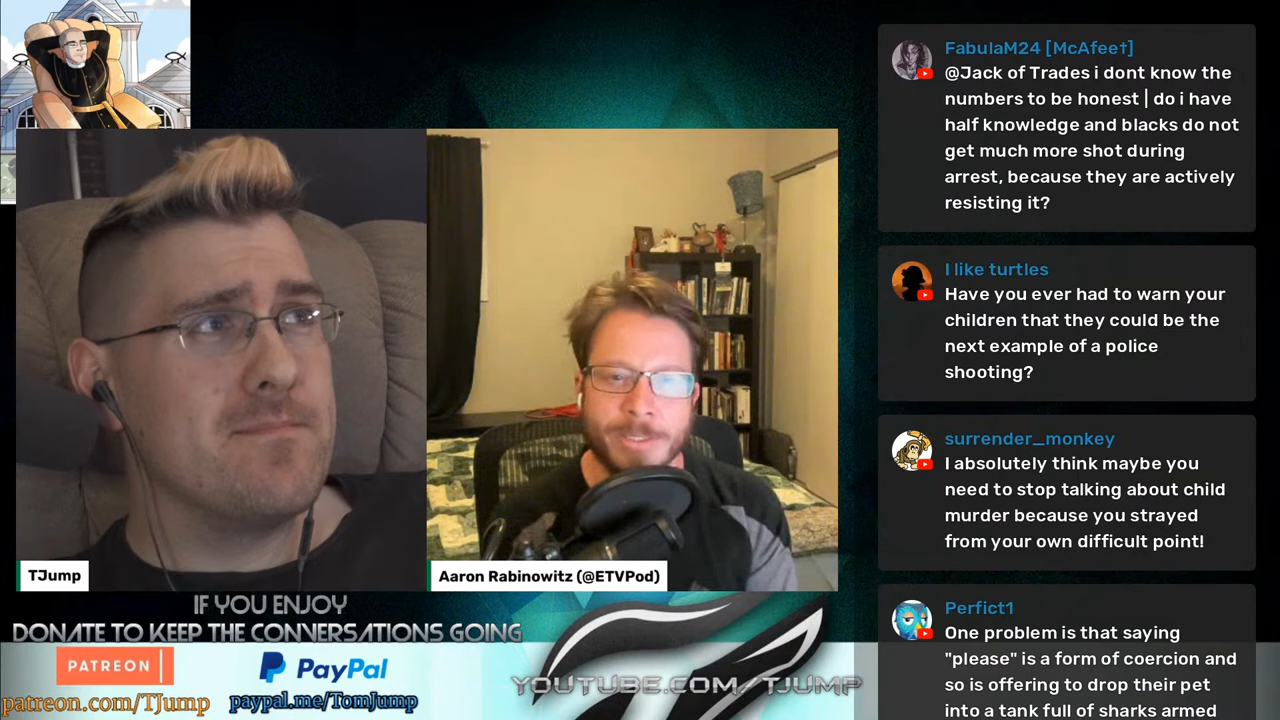 FabulaM24 [McAfee†]
@Jack of Trades i dont know the
numbers to be honest | do i have
half knowledge and blacks do not
get much more shot during
arrest, because they are actively
resisting it?
I like turtles
Have you ever had to warn your
children that they could be the
next example of a police
shooting?
surrender_monkey
I absolutely think maybe you
need to stop talking about child
murder because you strayed
from your own difficult point!
Perfict1
One problem is that saying
"please" is a form of coercion and
so is offering to drop their pet
into a tank full of sharks armed
TJump
Aaron Rabinowitz (@ETVPod)
IF YOU ENJOY
DONATE TO KEEP THE CONVERSATIONS GOING
PATREON
PayPal
patreon.com/TJump
paypal.me/TomJump
YOUTUBE.COM/TJUMP